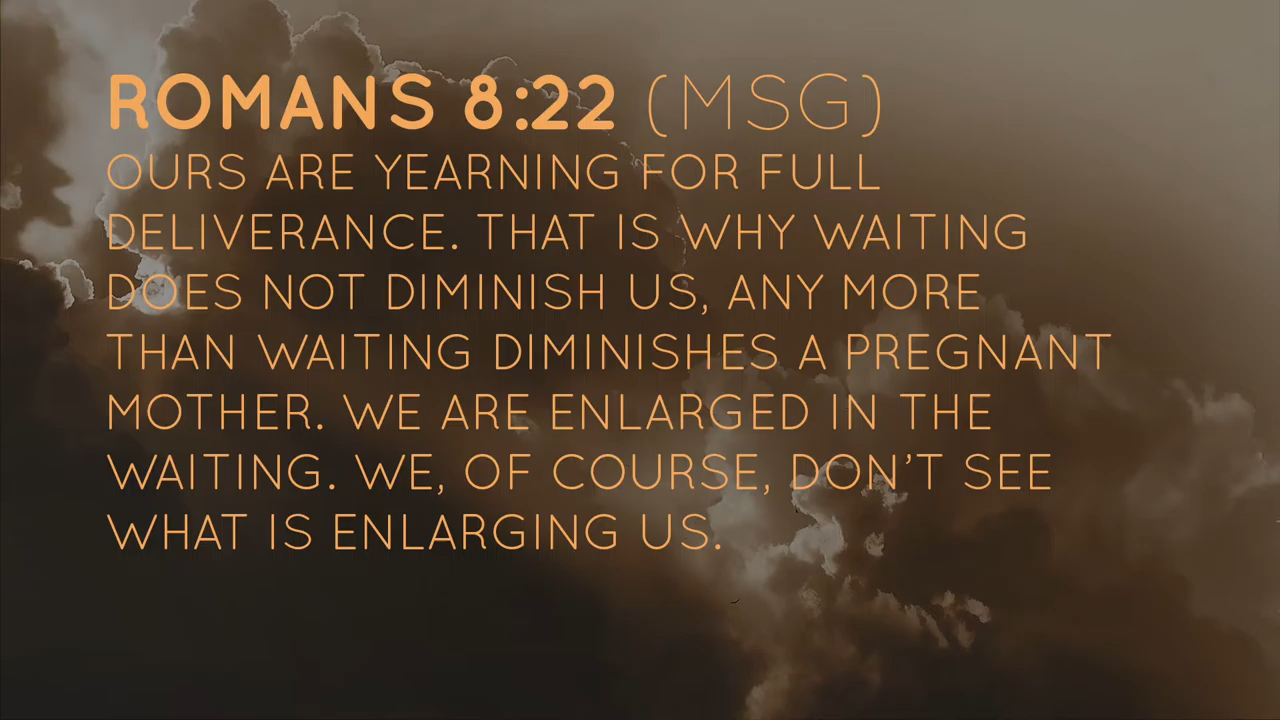 ROMANS 8:22 (MSG)
OURS ARE YEARNING FOR FULL
DELIVERANCE. THAT IS WHY WAITING
DOES NOT DIMINISH US, ANY MORE
THAN WAITING DIMINISHES A PREGNANT
MOTHER. WE ARE ENLARGED IN THE
WAITING. WE, OF COURSE, DON’T SEE
WHAT IS ENLARGING US.